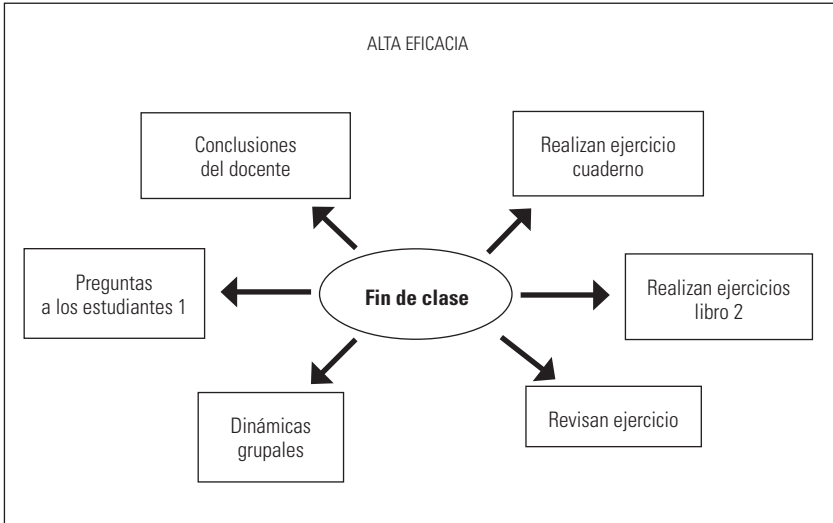 ALTA EFICACIA
Conclusiones
del docente
Realizan ejercicio
cuaderno
Preguntas
a los estudiantes 1
Fin de clase
Realizan ejercicios
libro 2
Dinámicas
grupales
Revisan ejercicio